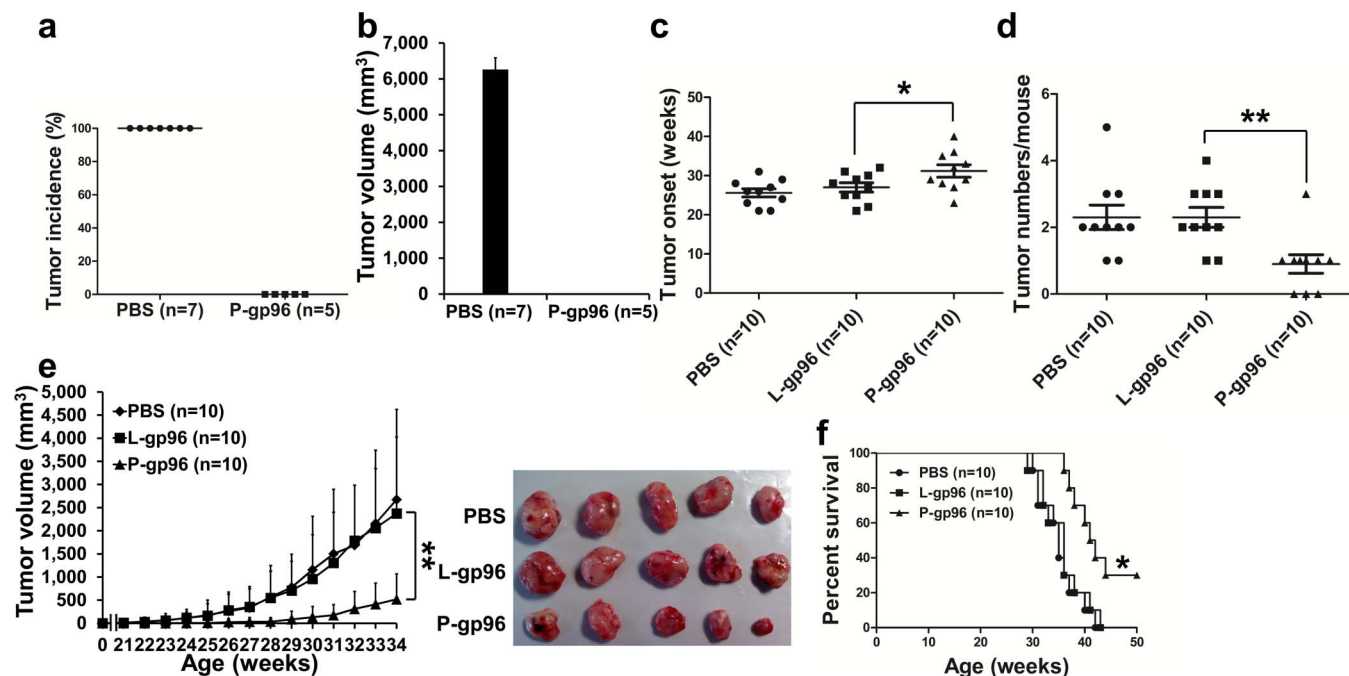 a
Tumor incidence (%)
100
80
60
40
20
0
PBS (n=7)
P-gp96 (n=5)
b
Tumor volume (mm³)
7,000
6,000
5,000
4,000
3,000
2,000
1,000
0
PBS (n=7)
P-gp96 (n=5)
c
Tumor onset (weeks)
50
40
30
20
10
0
*
PBS (n=10)
L-gp96 (n=10)
P-gp96 (n=10)
d
Tumor numbers/mouse
6
4
2
0
**
PBS (n=10)
L-gp96 (n=10)
P-gp96 (n=10)
e
Tumor volume (mm³)
5,000
4,500
4,000
3,500
3,000
2,500
2,000
1,500
1,000
500
0
PBS (n=10)
L-gp96 (n=10)
P-gp96 (n=10)
**
0 21 22 23 24 25 26 27 28 29 30 31 32 33 34
Age (weeks)
PBS
L-gp96
P-gp96
f
Percent survival
100
80
60
40
20
0
PBS (n=10)
L-gp96 (n=10)
P-gp96 (n=10)
*
0 10 20 30 40 50
Age (weeks)